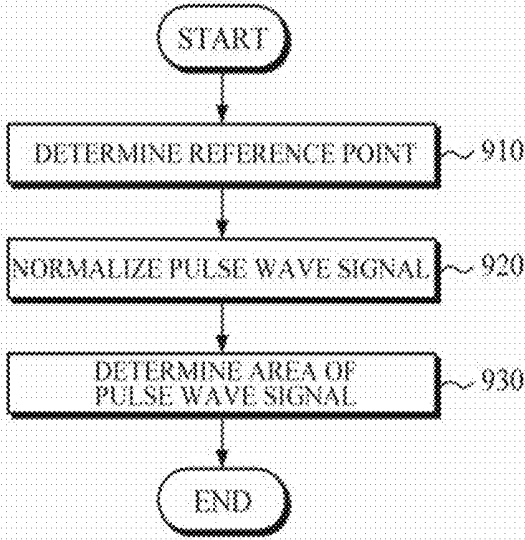 START
DETERMINE REFERENCE POINT
910
NORMALIZE PULSE WAVE SIGNAL
920
DETERMINE AREA OF
PULSE WAVE SIGNAL
930
END